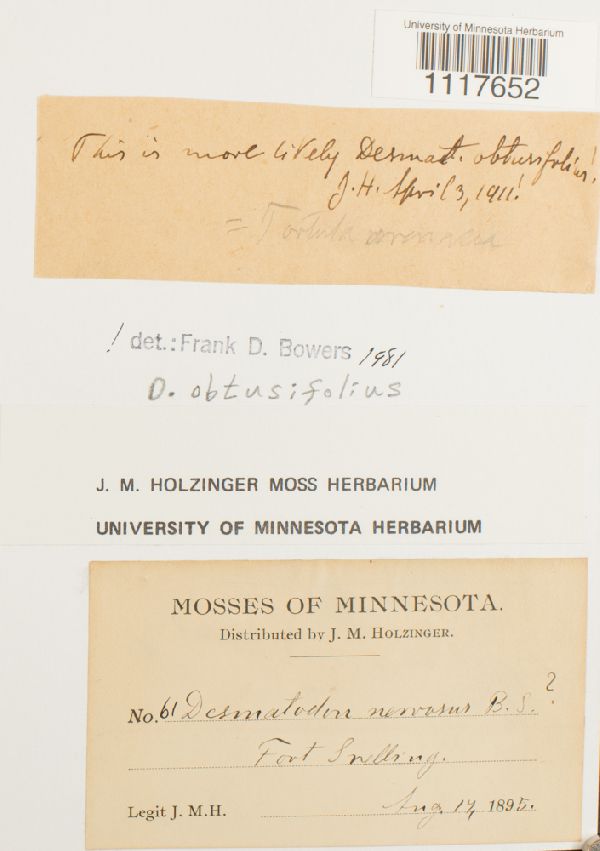 University of Minnesota Herbarium
1117652
This is more likely Desmat. obtusifolius!
J.H. April 3, 1911!
= Tortula
! det.: Frank D. Bowers 1981
D. obtusifolius
J. M. HOLZINGER MOSS HERBARIUM
UNIVERSITY OF MINNESOTA HERBARIUM
MOSSES OF MINNESOTA.
Distributed by J. M. HOLZINGER.
No. 61 Desmatodon nervosus B. S. ?
Fort Snelling.
Legit J. M. H. Aug. 17, 1895.